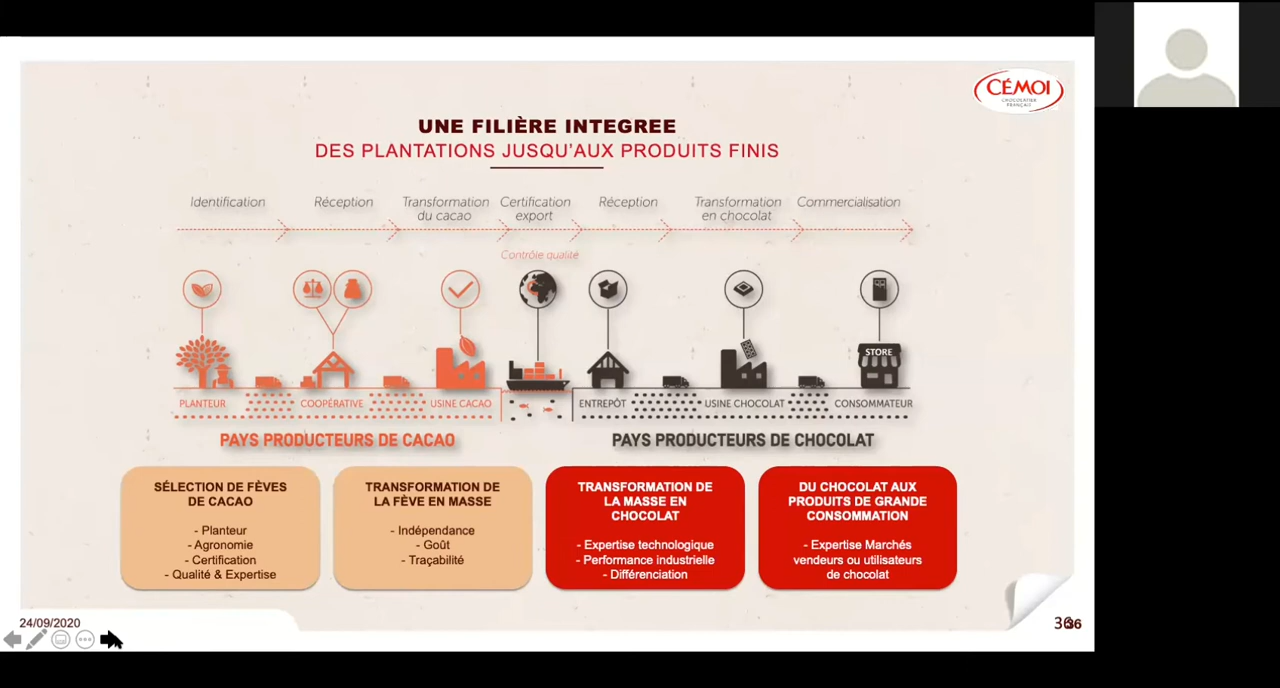 CÉMOI
CHOCOLATIER
FRANÇAIS
UNE FILIÈRE INTEGREE
DES PLANTATIONS JUSQU'AUX PRODUITS FINIS
Identification
Réception
Transformation
du cacao
Certification
export
Réception
Transformation
en chocolat
Commercialisation
Contrôle qualité
STORE
PLANTEUR
COOPÉRATIVE
USINE CACAO
ENTREPÔT
USINE CHOCOLAT
CONSOMMATEUR
PAYS PRODUCTEURS DE CACAO
PAYS PRODUCTEURS DE CHOCOLAT
SÉLECTION DE FÈVES
DE CACAO
- Planteur
- Agronomie
- Certification
- Qualité & Expertise
TRANSFORMATION DE
LA FÈVE EN MASSE
- Indépendance
- Goût
- Traçabilité
TRANSFORMATION DE
LA MASSE EN
CHOCOLAT
- Expertise technologique
- Performance industrielle
- Différenciation
DU CHOCOLAT AUX
PRODUITS DE GRANDE
CONSOMMATION
- Expertise Marchés
vendeurs ou utilisateurs
de chocolat
24/09/2020
36
36